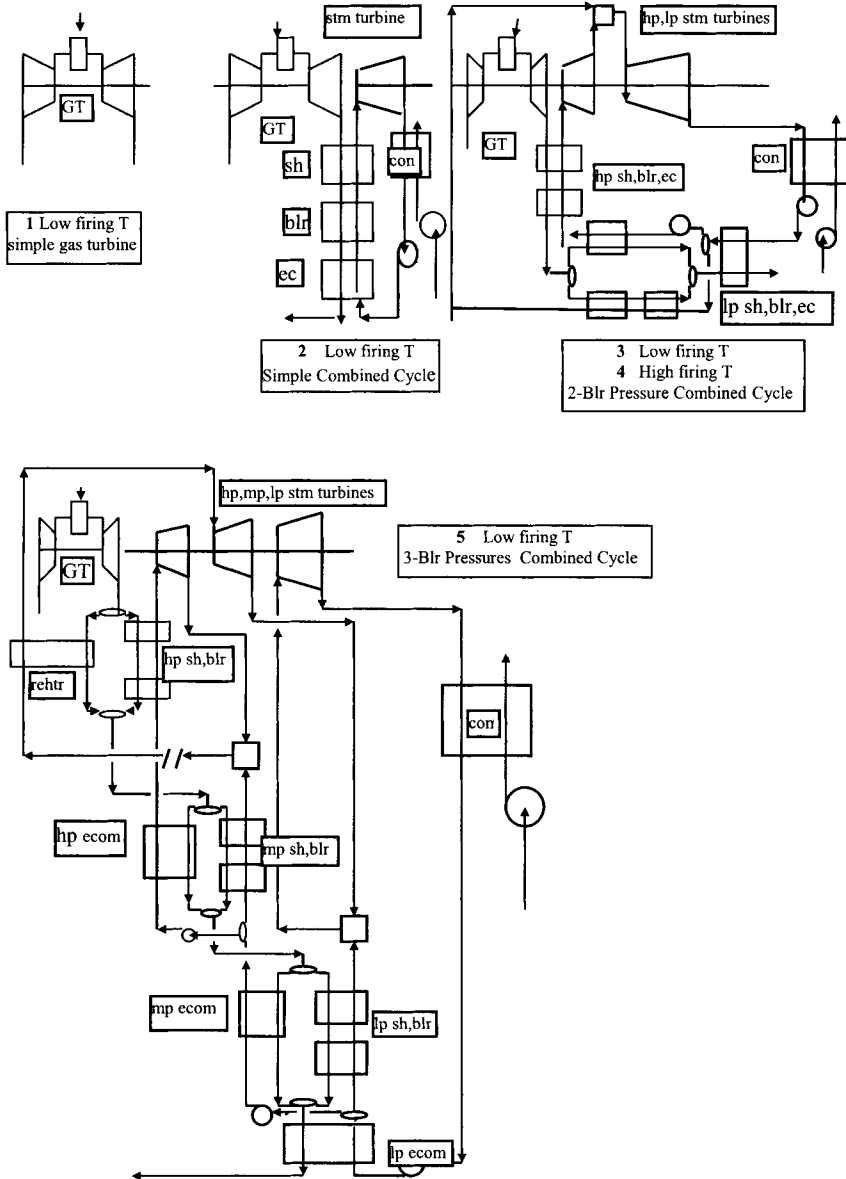 stm turbine
hp,lp stm turbines
GT
GT
GT
sh
con
hp sh,blr,ec
con
blr
ec
1 Low firing T
simple gas turbine
lp sh,blr,ec
2 Low firing T
Simple Combined Cycle
3 Low firing T
4 High firing T
2-Blr Pressure Combined Cycle
hp,mp,lp stm turbines
5 Low firing T
3-Blr Pressures Combined Cycle
GT
hp sh,blr
rehtr
con
hp ecom
mp sh,blr
mp ecom
lp sh,blr
lp ecom